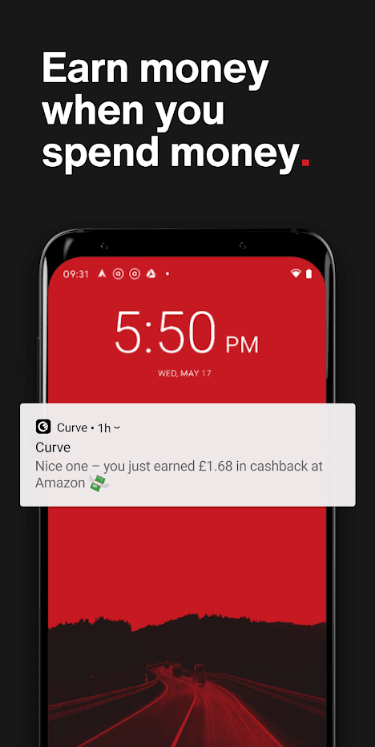 Earn money
when you
spend money.
09:31
5:50 PM
WED, MAY 17
Curve • 1h
Curve
Nice one – you just earned £1.68 in cashback at
Amazon 💸